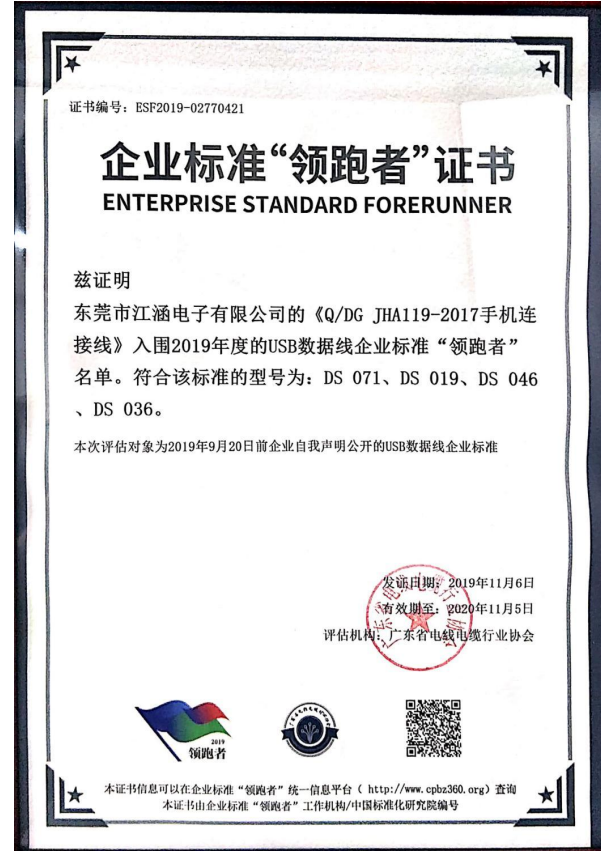 证书编号：ESF2019-02770421
企业标准“领跑者”证书
ENTERPRISE STANDARD FORERUNNER
兹证明
东莞市江涵电子有限公司的《Q/DG JHA119-2017手机连
接线》入围2019年度的USB数据线企业标准“领跑者”
名单。符合该标准的型号为：DS 071、DS 019、DS 046
、DS 036。
本次评估对象为2019年9月20日前企业自我声明公开的USB数据线企业标准
发证日期：2019年11月6日
有效期至：2020年11月5日
评估机构：广东省电线电缆行业协会
2019
领跑者
本证书信息可以在企业标准“领跑者”统一信息平台（http://www.cpbz360.org）查询
本证书由企业标准“领跑者”工作机构/中国标准化研究院编号